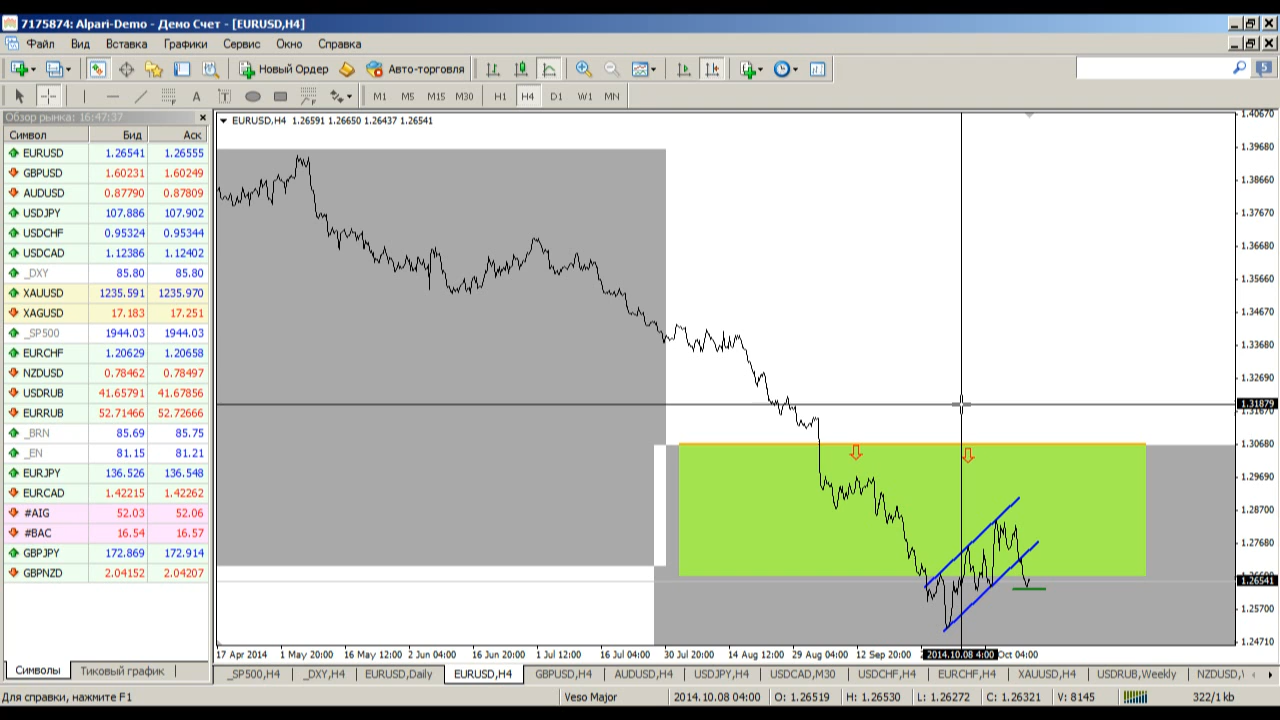 7175874: Alpari-Demo - Демо Счет - [EURUSD,H4]
Файл Вид Вставка Графики Сервис Окно Справка
Новый Ордер Авто-торговля 5
A T M1 M5 M15 M30 H1 H4 D1 W1 MN
Обзор рынка: 16:47:37
Символ Бид Аск
EURUSD 1.26541 1.26555
GBPUSD 1.60231 1.60249
AUDUSD 0.87790 0.87809
USDJPY 107.886 107.902
USDCHF 0.95324 0.95344
USDCAD 1.12386 1.12402
_DXY 85.80 85.80
XAUUSD 1235.591 1235.970
XAGUSD 17.183 17.251
_SP500 1944.03 1944.03
EURCHF 1.20629 1.20658
NZDUSD 0.78462 0.78497
USDRUB 41.65791 41.67856
EURRUB 52.71466 52.72666
_BRN 85.69 85.75
_EN 81.15 81.21
EURJPY 136.526 136.548
EURCAD 1.42215 1.42262
#AIG 52.03 52.06
#BAC 16.54 16.57
GBPJPY 172.869 172.914
GBPNZD 2.04152 2.04207
Символы Тиковый график
EURUSD,H4 1.26591 1.26650 1.26437 1.26541
1.40670
1.39680
1.38660
1.37670
1.36680
1.35660
1.34670
1.33680
1.32690
1.31879
1.31670
1.30680
1.29690
1.28700
1.27680
1.26541
1.25700
1.24710
17 Apr 2014 1 May 20:00 16 May 12:00 2 Jun 04:00 16 Jun 20:00 1 Jul 12:00 16 Jul 04:00 30 Jul 20:00 14 Aug 12:00 29 Aug 04:00 12 Sep 20:00 2014.10.08 4:00 Oct 04:00
_SP500,H4 _DXY,H4 EURUSD,Daily EURUSD,H4 GBPUSD,H4 AUDUSD,H4 USDJPY,H4 USDCAD,M30 USDCHF,H4 EURCHF,H4 XAUUSD,H4 USDRUB,Weekly NZDUSD,
Для справки, нажмите F1 Veso Major 2014.10.08 04:00 O: 1.26519 H: 1.26530 L: 1.26272 C: 1.26321 V: 8145 322/1 kb